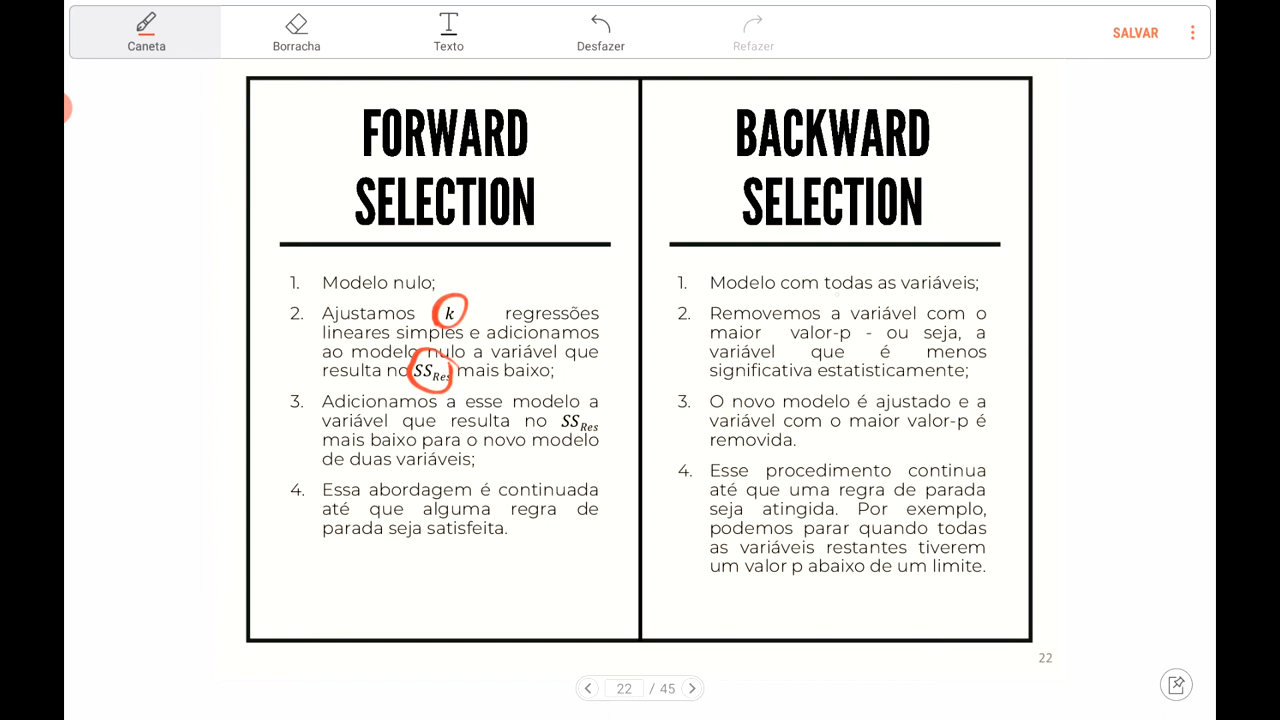 Caneta
Borracha
Texto
Desfazer
Refazer
SALVAR
FORWARD
SELECTION
1. Modelo nulo;
2. Ajustamos k regressões
lineares simples e adicionamos
ao modelo nulo a variável que
resulta no SSRes mais baixo;
3. Adicionamos a esse modelo a
variável que resulta no SSRes
mais baixo para o novo modelo
de duas variáveis;
4. Essa abordagem é continuada
até que alguma regra de
parada seja satisfeita.
BACKWARD
SELECTION
1. Modelo com todas as variáveis;
2. Removemos a variável com o
maior valor-p - ou seja, a
variável que é menos
significativa estatisticamente;
3. O novo modelo é ajustado e a
variável com o maior valor-p é
removida.
4. Esse procedimento continua
até que uma regra de parada
seja atingida. Por exemplo,
podemos parar quando todas
as variáveis restantes tiverem
um valor p abaixo de um limite.
22
22 / 45